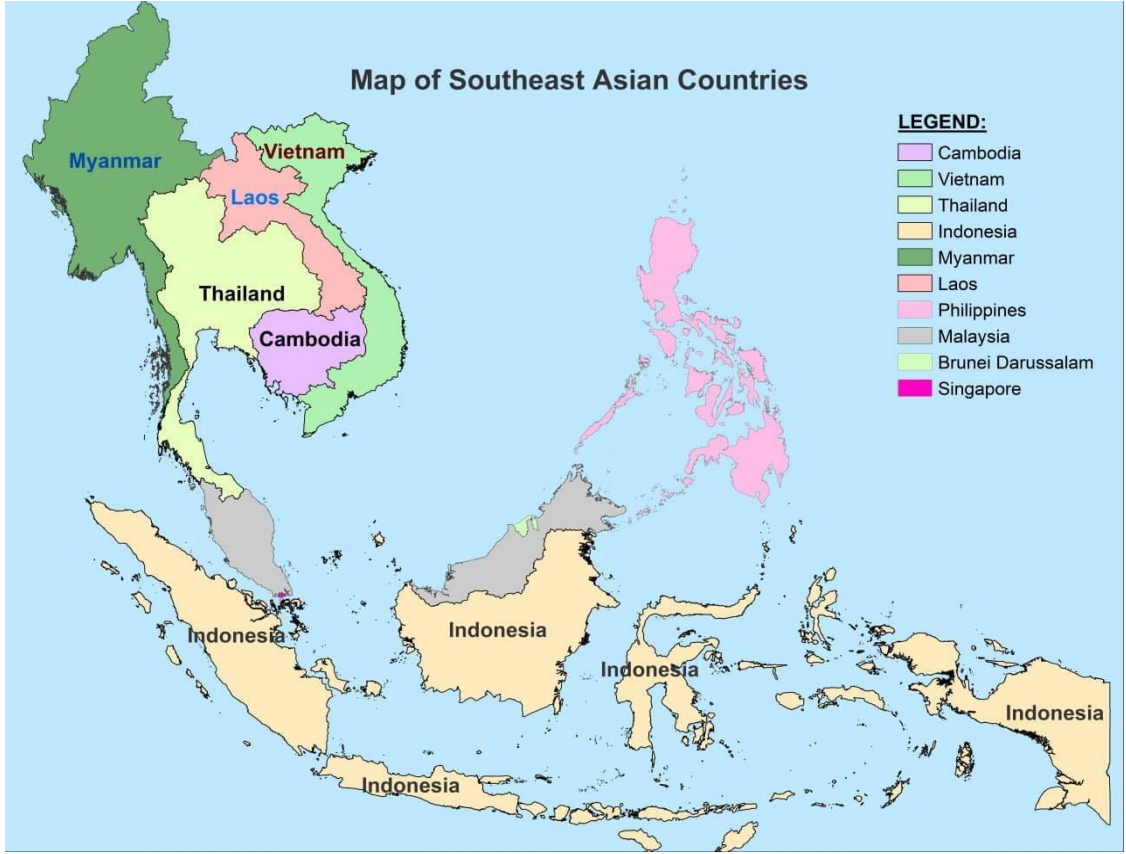 Map of Southeast Asian Countries
LEGEND:
Cambodia
Vietnam
Thailand
Indonesia
Myanmar
Laos
Philippines
Malaysia
Brunei Darussalam
Singapore
Myanmar
Vietnam
Laos
Thailand
Cambodia
Indonesia
Indonesia
Indonesia
Indonesia
Indonesia